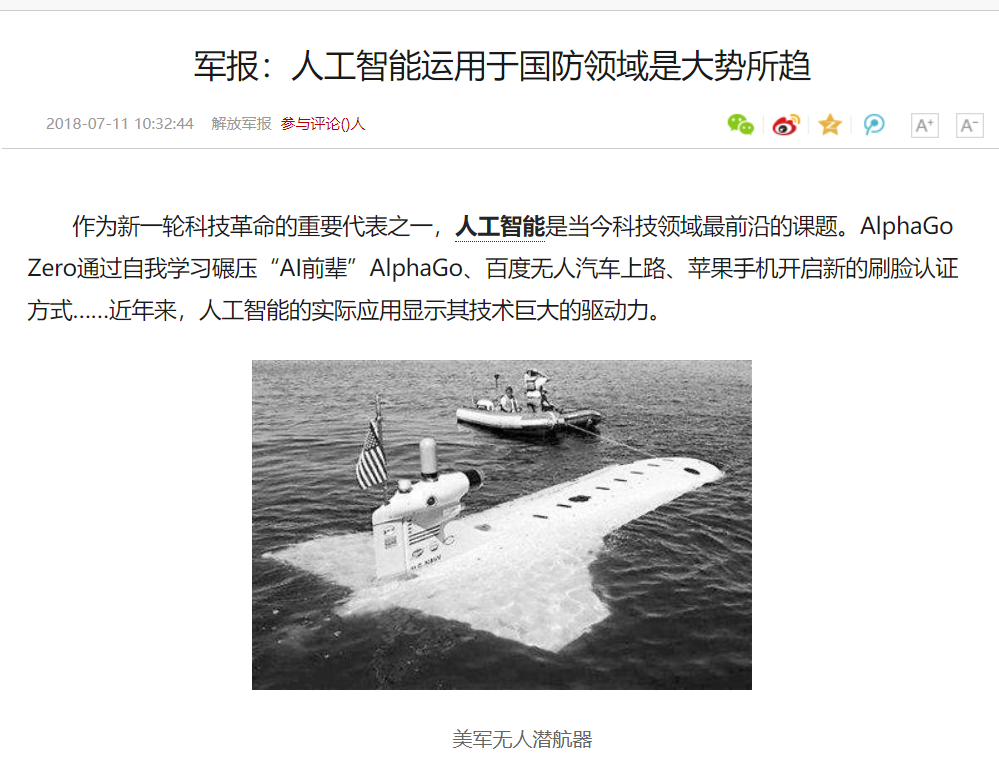 军报：人工智能运用于国防领域是大势所趋
2018-07-11 10:32:44 解放军报 参与评论()人
A+ A-
作为新一轮科技革命的重要代表之一，人工智能是当今科技领域最前沿的课题。AlphaGo
Zero通过自我学习碾压“AI前辈”AlphaGo、百度无人汽车上路、苹果手机开启新的刷脸认证
方式……近年来，人工智能的实际应用显示其技术巨大的驱动力。
美军无人潜航器